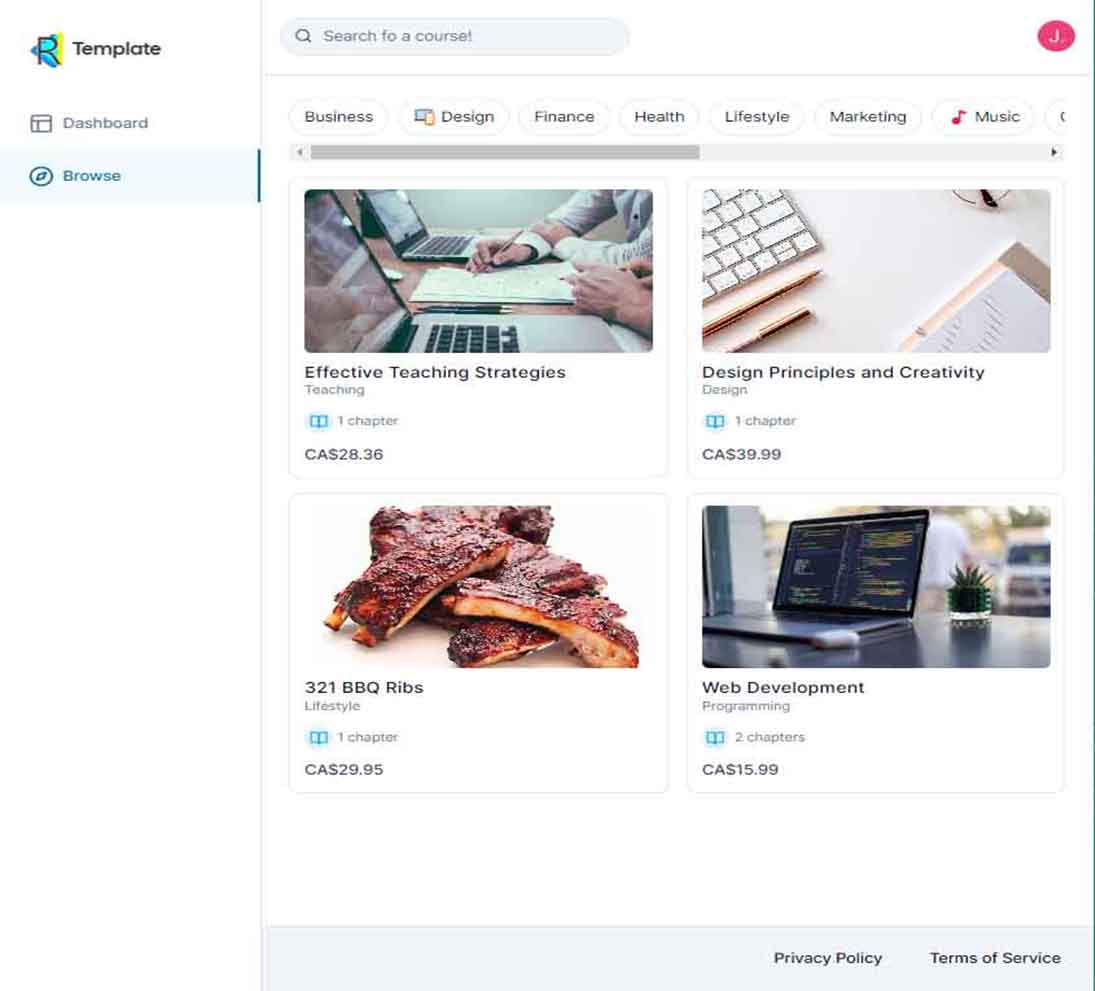 Template
Search fo a course!
J.
Dashboard
Browse
Business Design Finance Health Lifestyle Marketing Music
Effective Teaching Strategies
Teaching
1 chapter
CA$28.36
Design Principles and Creativity
Design
1 chapter
CA$39.99
321 BBQ Ribs
Lifestyle
1 chapter
CA$29.95
Web Development
Programming
2 chapters
CA$15.99
Privacy Policy Terms of Service